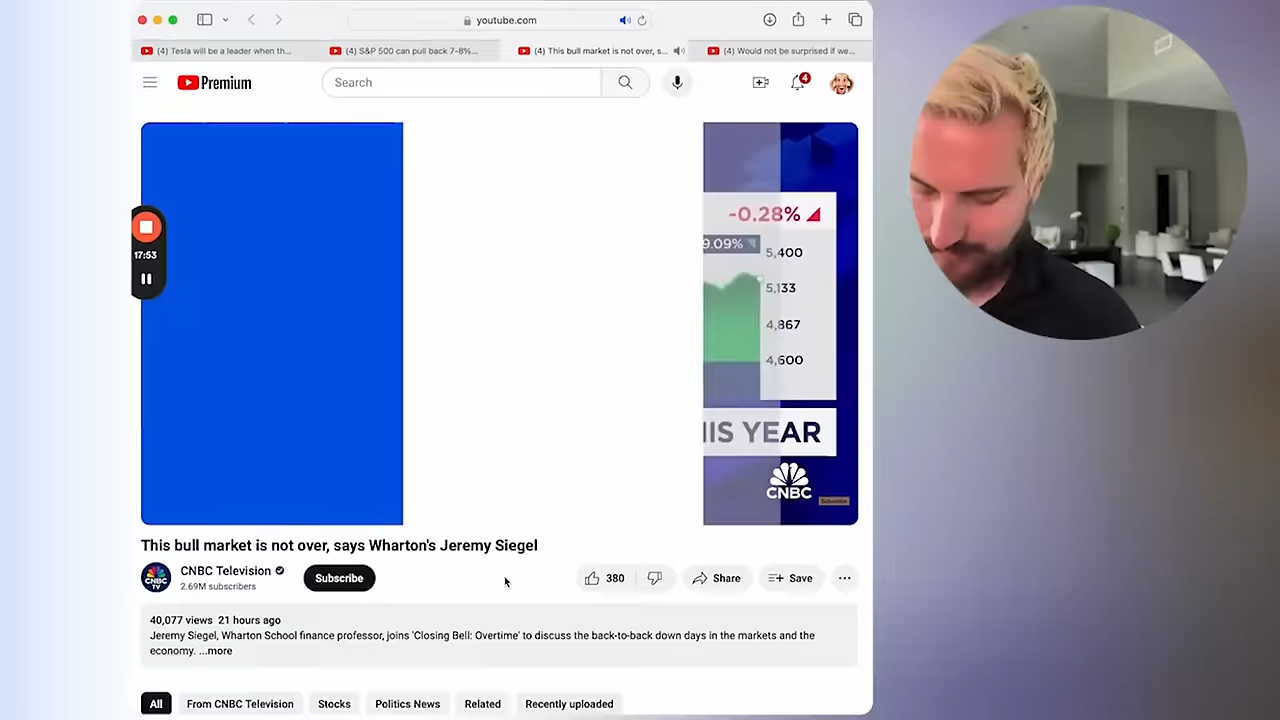 youtube.com
(4) Tesla will be a leader when th...
(4) S&P 500 can pull back 7-8%...
(4) This bull market is not over, s...
(4) Would not be surprised if we...
Premium
Search
4
-0.28%
9.09%
5,400
5,133
4,867
4,600
17:53
IIS YEAR
CNBC
Subscribe
This bull market is not over, says Wharton's Jeremy Siegel
CNBC Television
2.69M subscribers
Subscribe
380
Share
Save
40,077 views 21 hours ago
Jeremy Siegel, Wharton School finance professor, joins 'Closing Bell: Overtime' to discuss the back-to-back down days in the markets and the
economy. ...more
All
From CNBC Television
Stocks
Politics News
Related
Recently uploaded